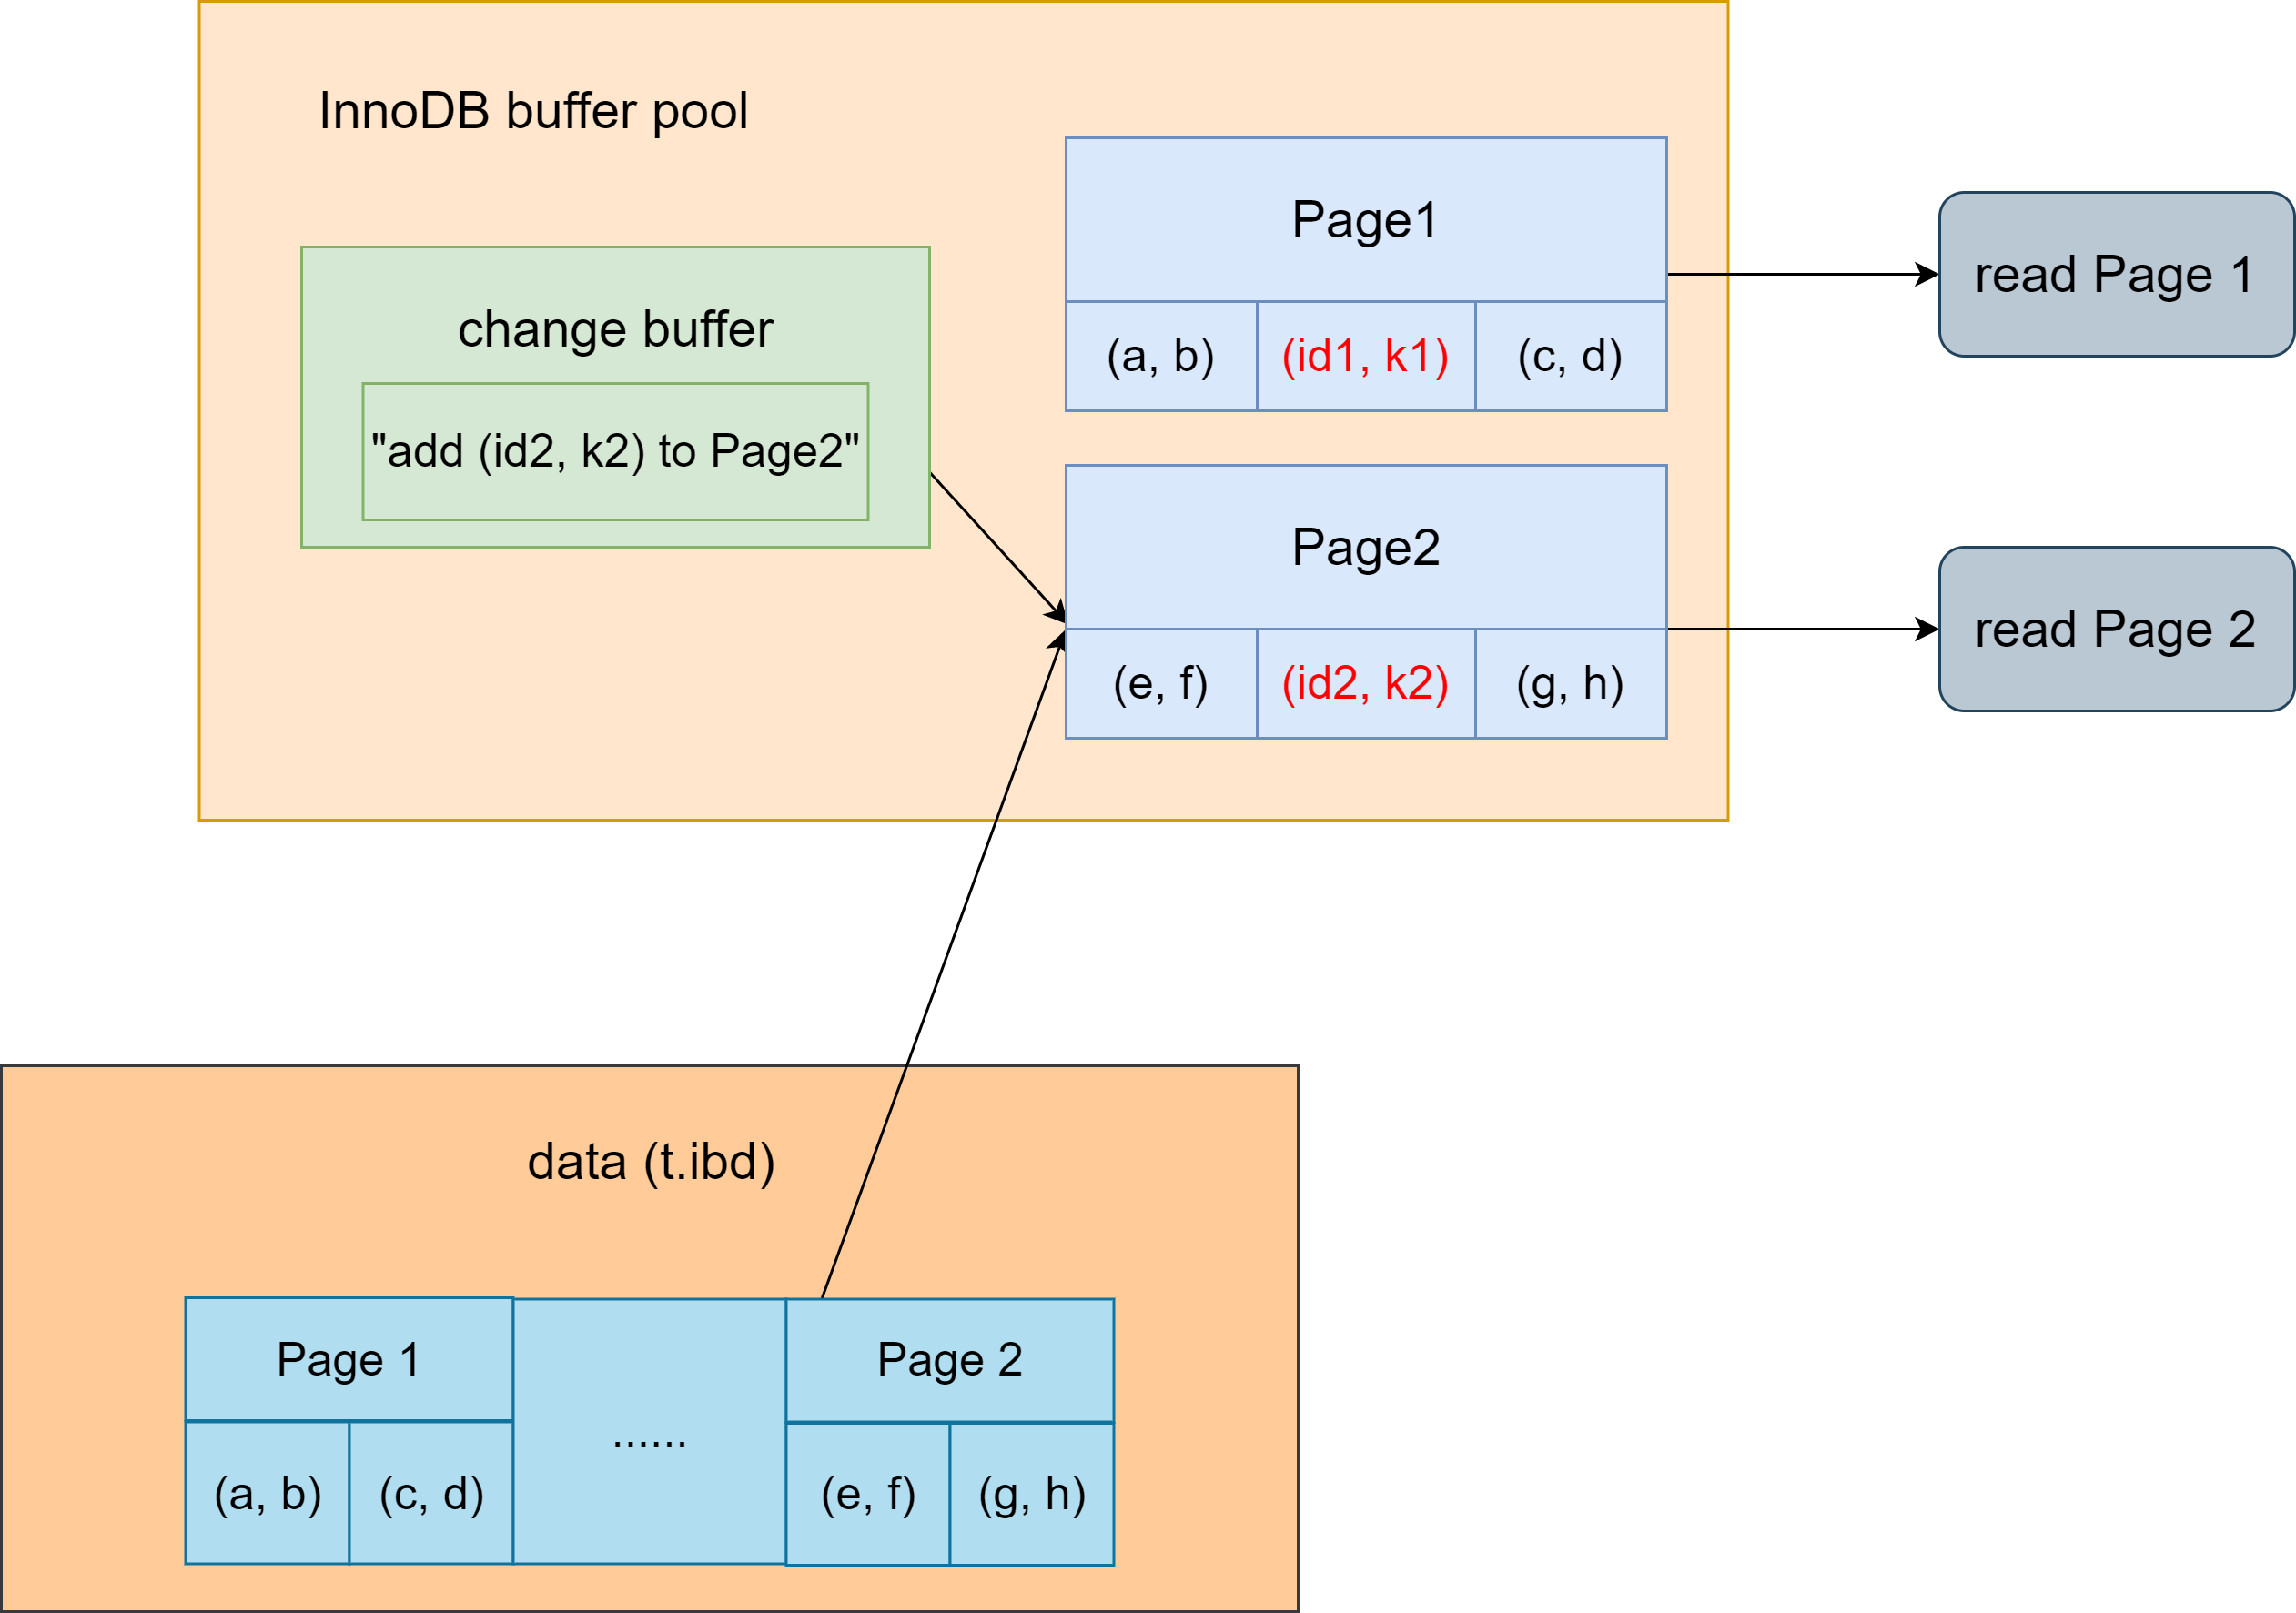 InnoDB buffer pool
change buffer
"add (id2, k2) to Page2"
Page1
(a, b)
(id1, k1)
(c, d)
read Page 1
Page2
(e, f)
(id2, k2)
(g, h)
read Page 2
data (t.ibd)
Page 1
(a, b)
(c, d)
......
Page 2
(e, f)
(g, h)